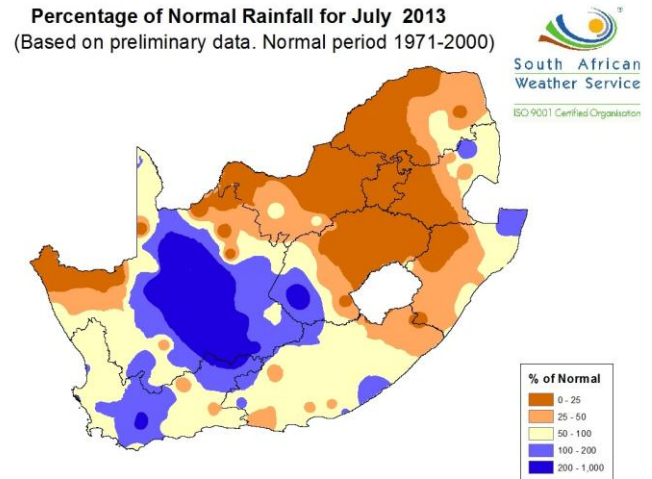 Percentage of Normal Rainfall for July 2013
(Based on preliminary data. Normal period 1971-2000)
®
South African
Weather Service
ISO 9001 Certified Organisation
% of Normal
0 - 25
25 - 50
50 - 100
100 - 200
200 - 1,000